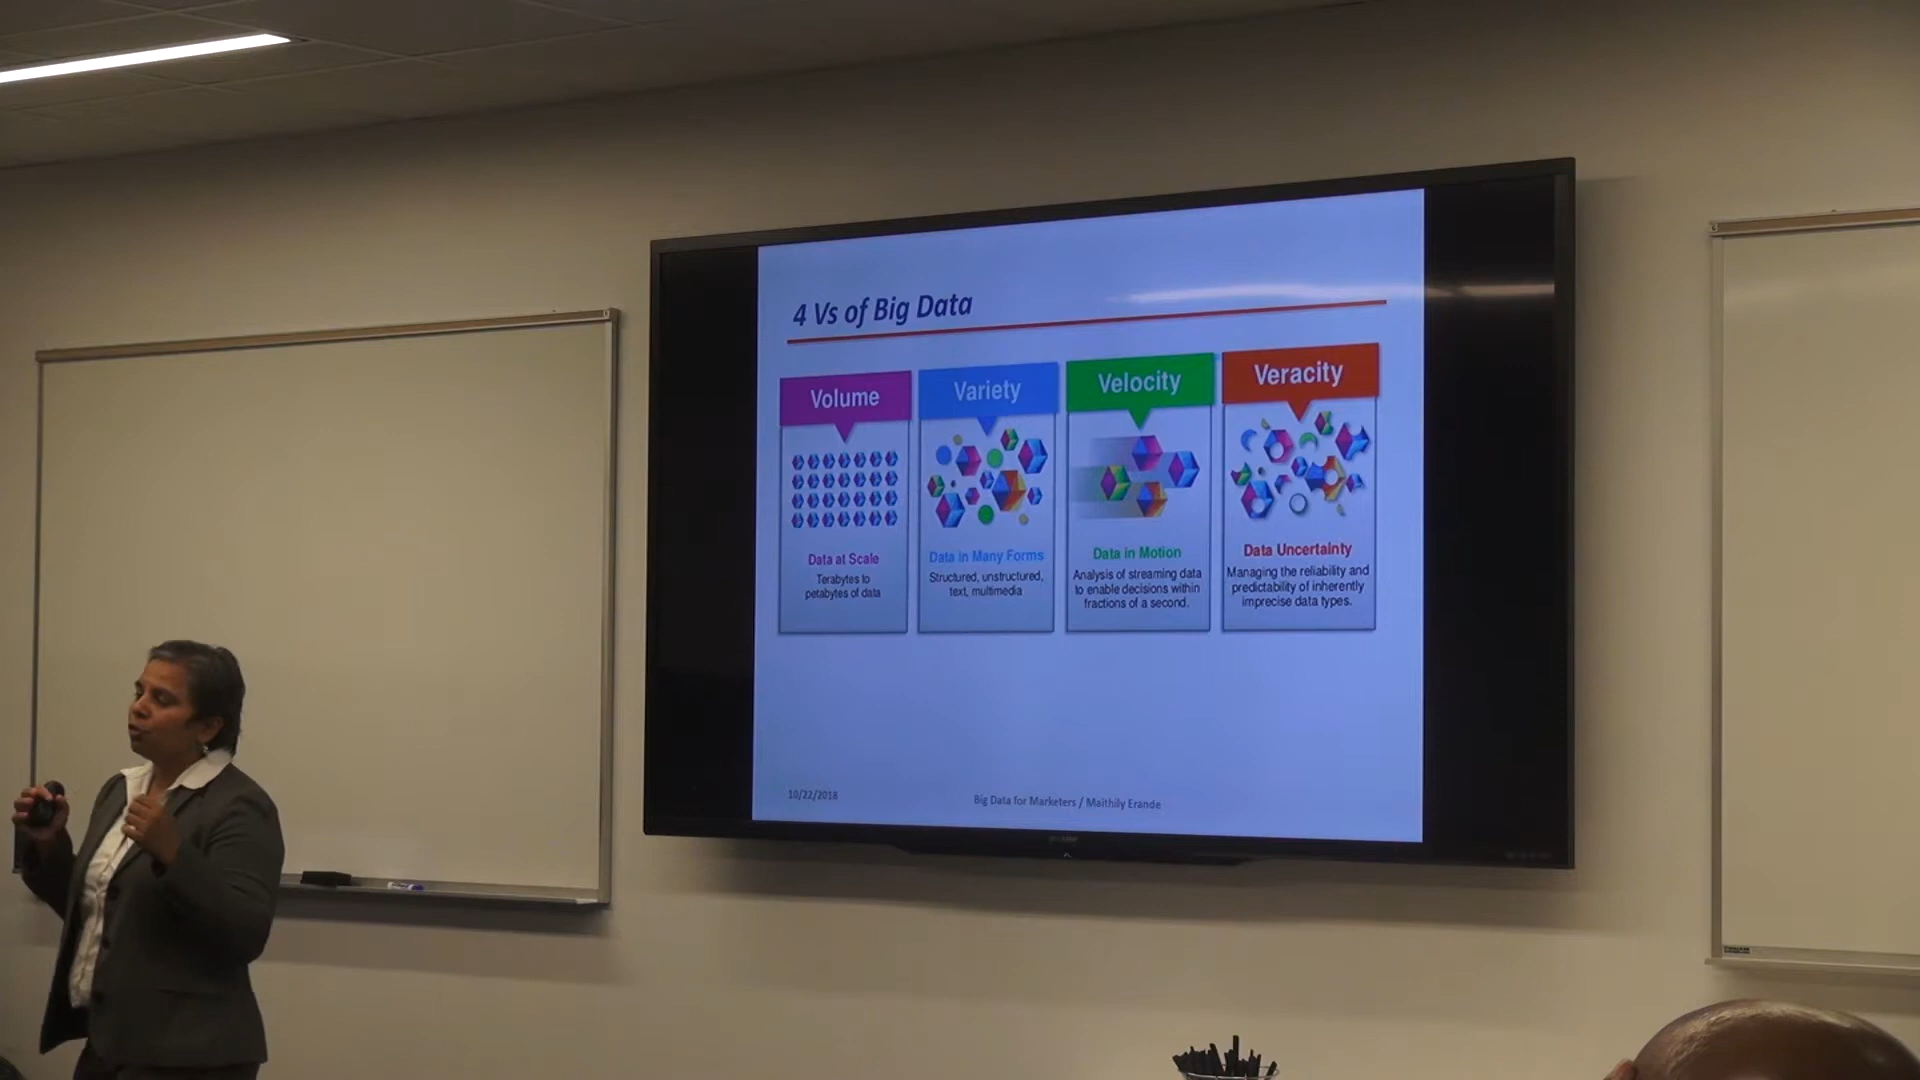 4 Vs of Big Data
Volume
Data at Scale
Terabytes to
petabytes of data
Variety
Data in Many Forms
Structured, unstructured,
text, multimedia
Velocity
Data in Motion
Analysis of streaming data
to enable decisions within
fractions of a second.
Veracity
Data Uncertainty
Managing the reliability and
predictability of inherently
imprecise data types.
10/22/2018
Big Data for Marketers / Maithily Erande